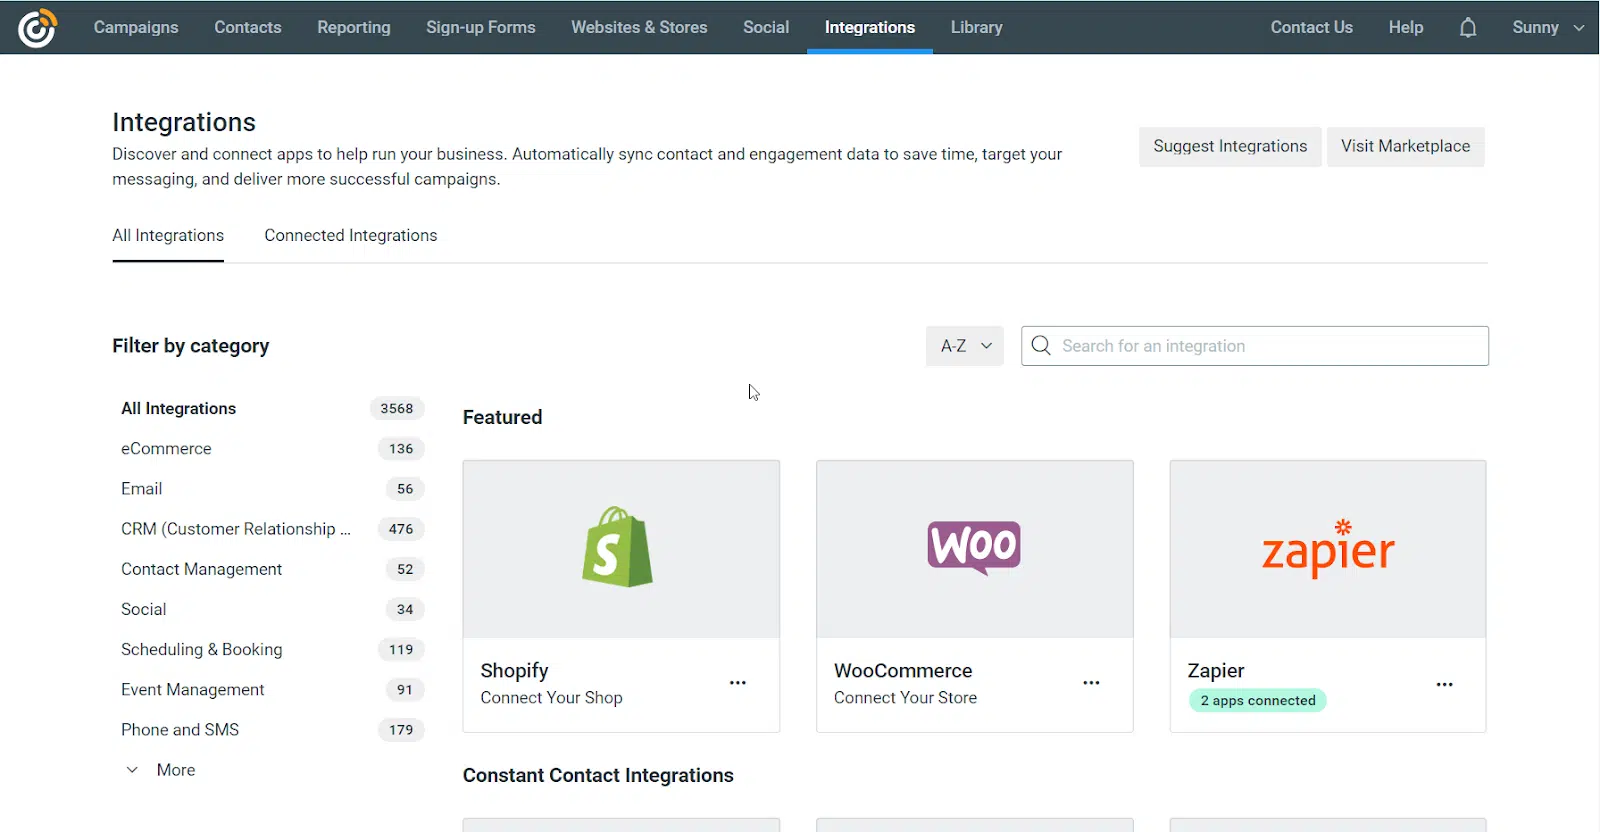 Campaigns Contacts Reporting Sign-up Forms Websites & Stores Social Integrations Library Contact Us Help Sunny
Integrations
Discover and connect apps to help run your business. Automatically sync contact and engagement data to save time, target your
messaging, and deliver more successful campaigns.
Suggest Integrations Visit Marketplace
All Integrations Connected Integrations
Filter by category
A-Z Search for an integration
All Integrations 3568
eCommerce 136
Email 56
CRM (Customer Relationship ... 476
Contact Management 52
Social 34
Scheduling & Booking 119
Event Management 91
Phone and SMS 179
More
Featured
S
Shopify
Connect Your Shop
Woo
WooCommerce
Connect Your Store
zapier
Zapier
2 apps connected
Constant Contact Integrations